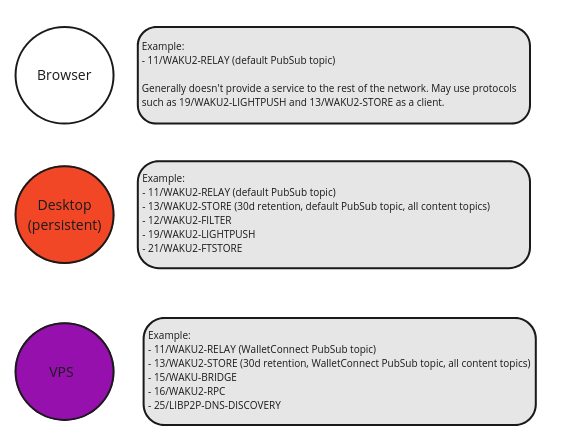 Browser
Example:
- 11/WAKU2-RELAY (default PubSub topic)
Generally doesn't provide a service to the rest of the network. May use protocols
such as 19/WAKU2-LIGHTPUSH and 13/WAKU2-STORE as a client.
Desktop
(persistent)
Example:
- 11/WAKU2-RELAY (default PubSub topic)
- 13/WAKU2-STORE (30d retention, default PubSub topic, all content topics)
- 12/WAKU2-FILTER
- 19/WAKU2-LIGHTPUSH
- 21/WAKU2-FTSTORE
VPS
Example:
- 11/WAKU2-RELAY (WalletConnect PubSub topic)
- 13/WAKU2-STORE (30d retention, WalletConnect PubSub topic, all content topics)
- 15/WAKU-BRIDGE
- 16/WAKU2-RPC
- 25/LIBP2P-DNS-DISCOVERY